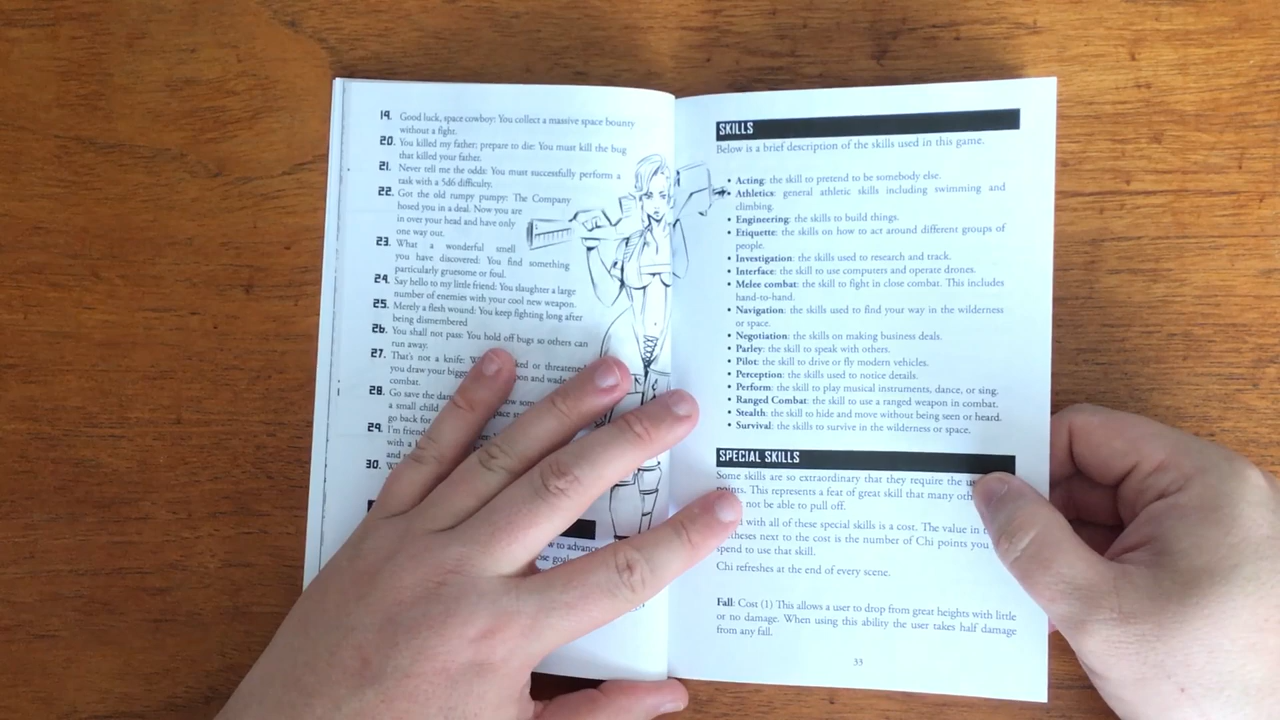 19. Good luck, space cowboy: You collect a massive space bounty
without a fight.
20. You killed my father; prepare to die: You must kill the bug
that killed your father.
21. Never tell me the odds: You must successfully perform a
task with a 5d6 difficulty.
22. Got the old rumpy pumpy: The Company
hosed you in a deal. Now you are
in over your head and have only
one way out.
23. What a wonderful smell
you have discovered: You find something
particularly gruesome or foul.
24. Say hello to my little friend: You slaughter a large
number of enemies with your cool new weapon.
25. Merely a flesh wound: You keep fighting long after
being dismembered
26. You shall not pass: You hold off bugs so others can
run away.
27. That's not a knife: or threatened
you draw your and wade
combat.
28. Go save the
a small child
go back for
29. I'm
with a
and
30.
w to advance
goal
SKILLS
Below is a brief description of the skills used in this game.
• Acting: the skill to pretend to be somebody else.
• Athletics: general athletic skills including swimming and
climbing.
• Engineering: the skills to build things.
• Etiquette: the skills on how to act around different groups of
people.
• Investigation: the skills used to research and track.
• Interface: the skill to use computers and operate drones.
• Melee combat: the skill to fight in close combat. This includes
hand-to-hand.
• Navigation: the skills used to find your way in the wilderness
or space.
• Negotiation: the skills on making business deals.
• Parley: the skill to speak with others.
• Pilot: the skill to drive or fly modern vehicles.
• Perception: the skills used to notice details.
• Perform: the skill to play musical instruments, dance, or sing.
• Ranged Combat: the skill to use a ranged weapon in combat.
• Stealth: the skill to hide and move without being seen or heard.
• Survival: the skills to survive in the wilderness or space.
SPECIAL SKILLS
Some skills are so extraordinary that they require the
points. This represents a feat of great skill that many
not be able to pull off.
with all of these special skills is a cost. The value in
next to the cost is the number of Chi points you
spend to use that skill.
Chi refreshes at the end of every scene.
Fall: Cost (1) This allows a user to drop from great heights with little
or no damage. When using this ability the user takes half damage
from any fall.
33